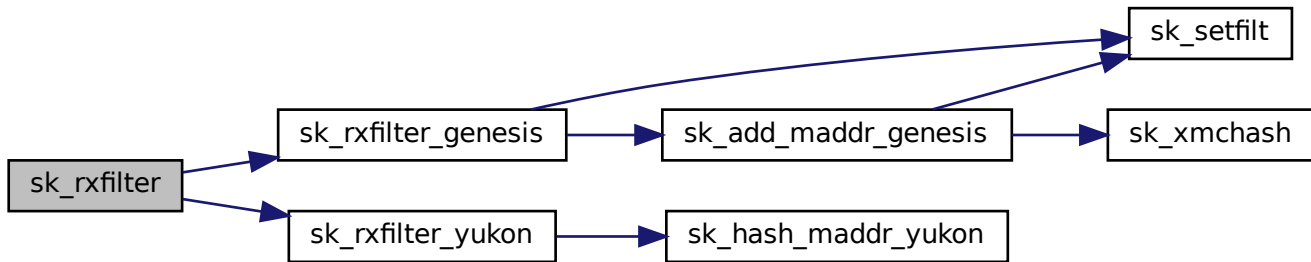 sk_setfilt
sk_rxfilter_genesis
sk_add_maddr_genesis
sk_xmchash
sk_rxfilter
sk_rxfilter_yukon
sk_hash_maddr_yukon